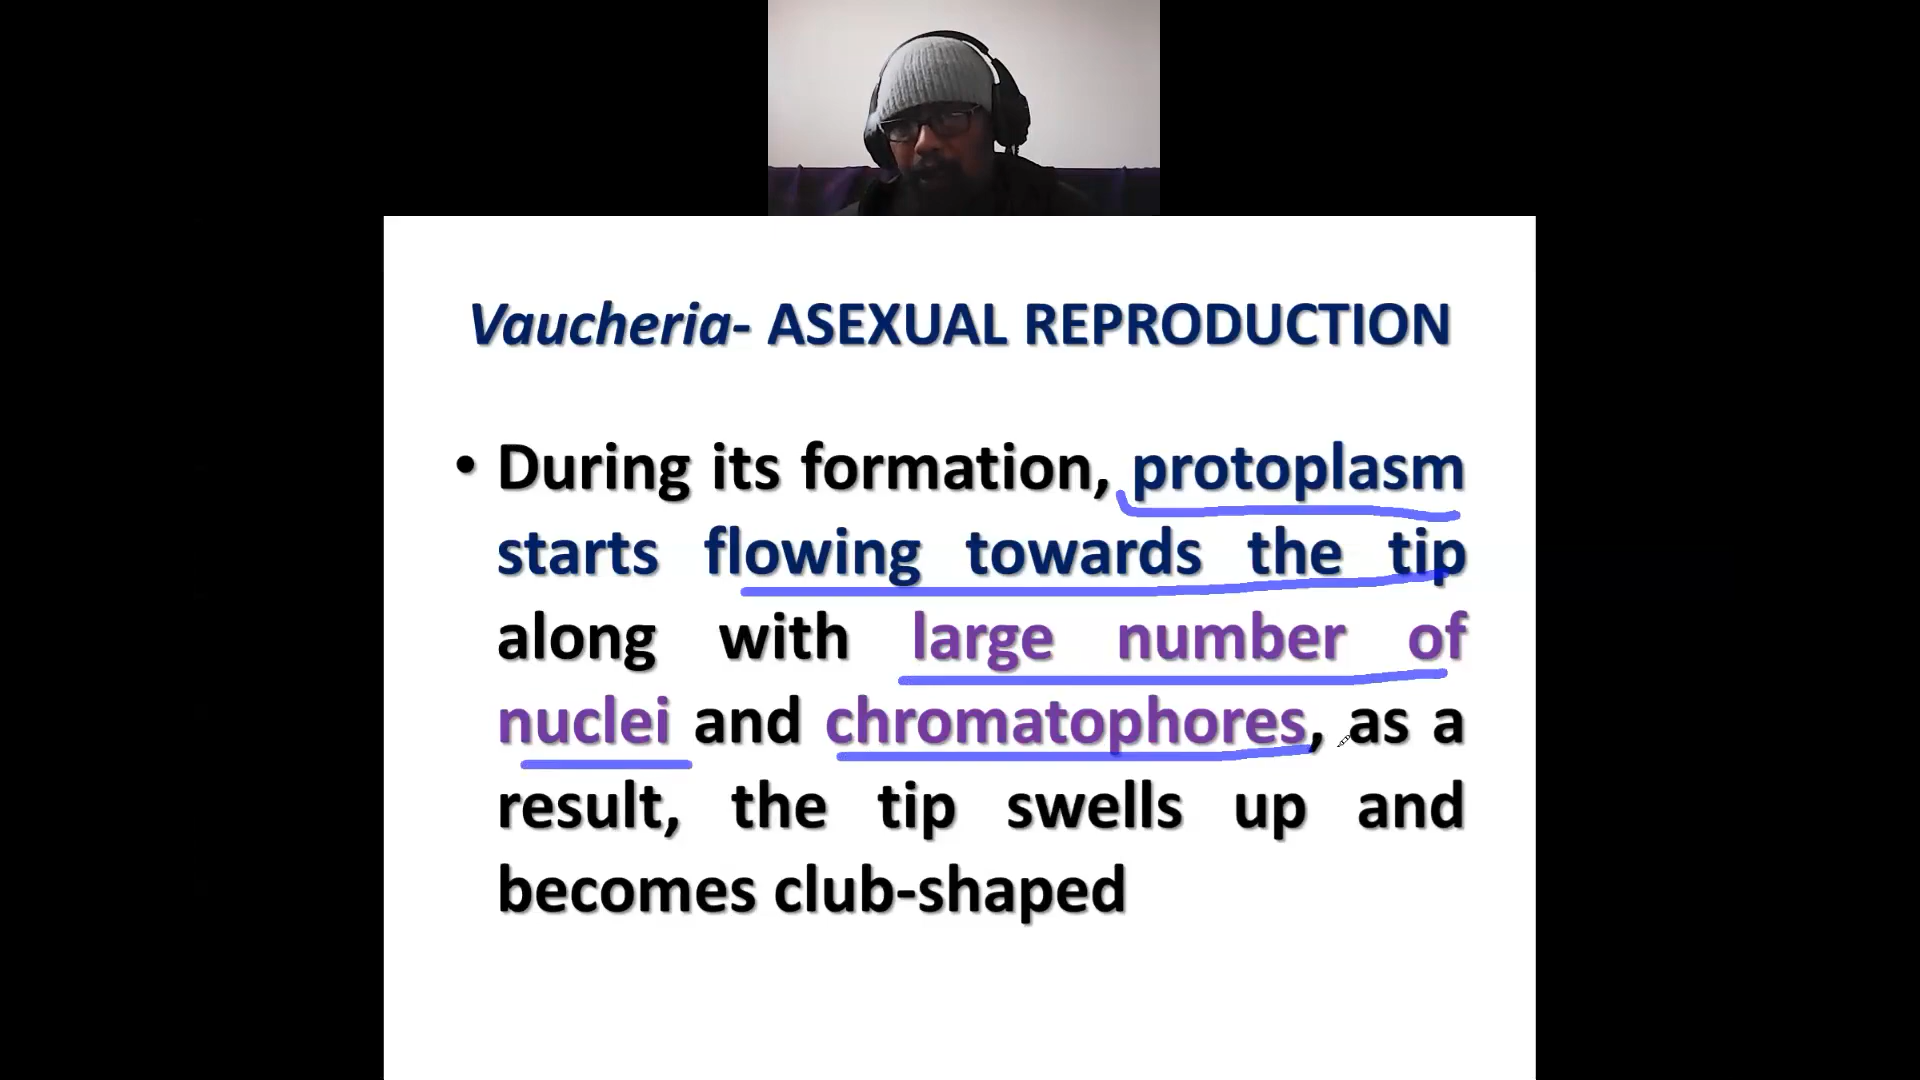 Vaucheria- ASEXUAL REPRODUCTION
• During its formation, protoplasm
starts flowing towards the tip
along with large number of
nuclei and chromatophores, as a
result, the tip swells up and
becomes club-shaped